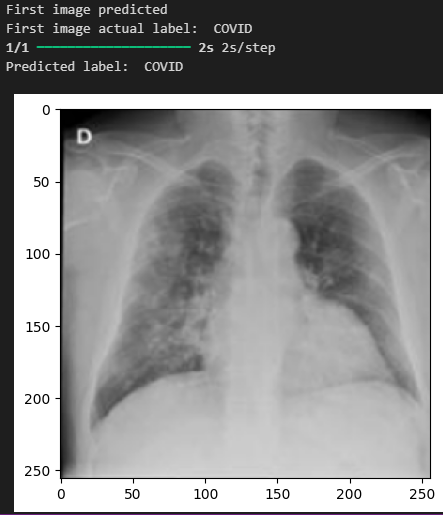 First image predicted
First image actual label:  COVID
1/1 ━━━━━━━━━━━━━━━━━━━━ 2s 2s/step
Predicted label:  COVID
0
D
50
100
150
200
250
0 50 100 150 200 250